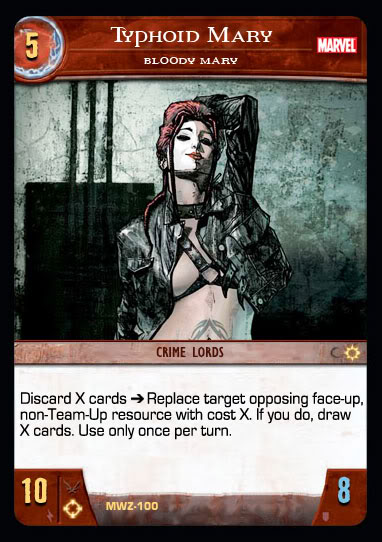 5
TYPHOID MARY
BLOODY MARY
MARVEL
CRIME LORDS
Discard X cards ➔ Replace target opposing face-up,
non-Team-Up resource with cost X. If you do, draw
X cards. Use only once per turn.
10
MWZ-100
8